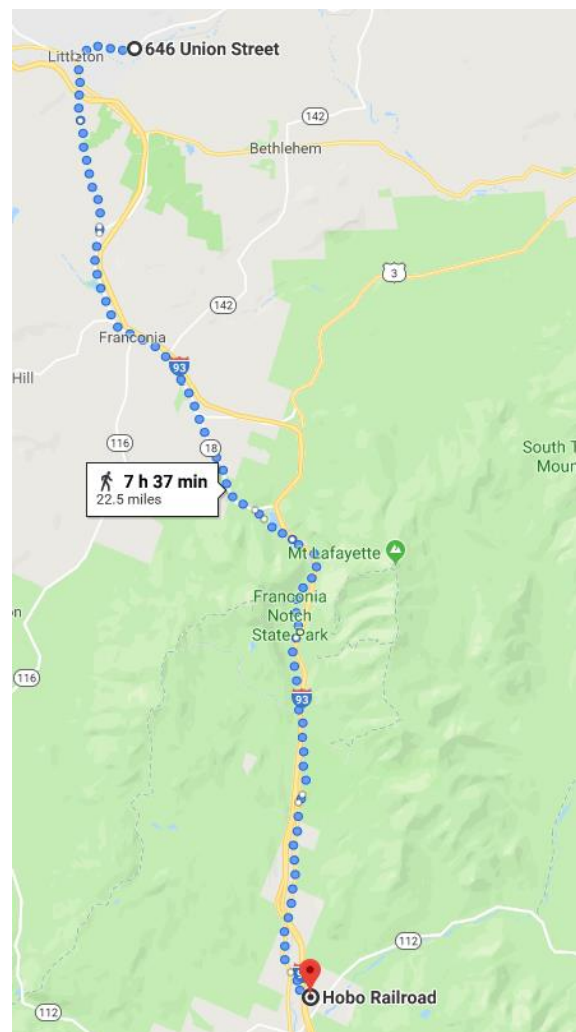 646 Union Street
Littleton
142
Bethlehem
3
142
Franconia
93
Hill
116
18
South T
Moun
7 h 37 min
22.5 miles
Mt Lafayette
Franconia
Notch
State Park
n
116
93
112
Hobo Railroad
112